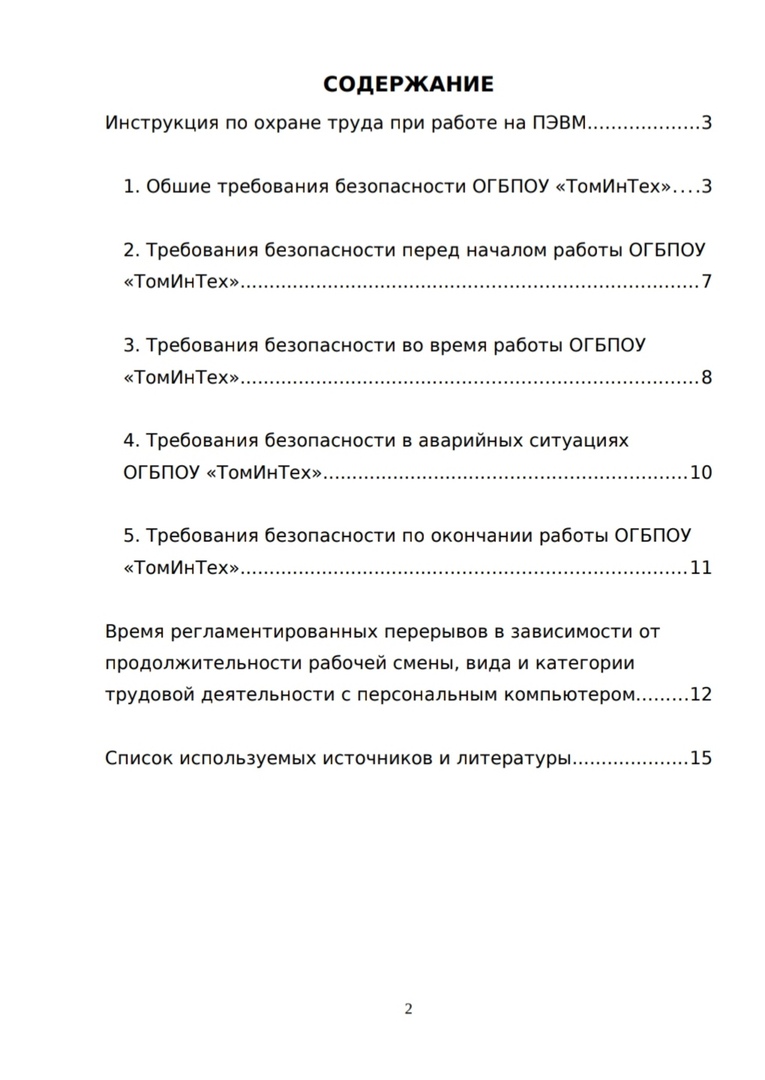 СОДЕРЖАНИЕ
Инструкция по охране труда при работе на ПЭВМ...................3
1. Обшие требования безопасности ОГБПОУ «ТомИнТех»....3
2. Требования безопасности перед началом работы ОГБПОУ
«ТомИнТех»..............................................................................7
3. Требования безопасности во время работы ОГБПОУ
«ТомИнТех»..............................................................................8
4. Требования безопасности в аварийных ситуациях
ОГБПОУ «ТомИнТех»..............................................................10
5. Требования безопасности по окончании работы ОГБПОУ
«ТомИнТех»............................................................................11
Время регламентированных перерывов в зависимости от
продолжительности рабочей смены, вида и категории
трудовой деятельности с персональным компьютером.........12
Список используемых источников и литературы....................15
2